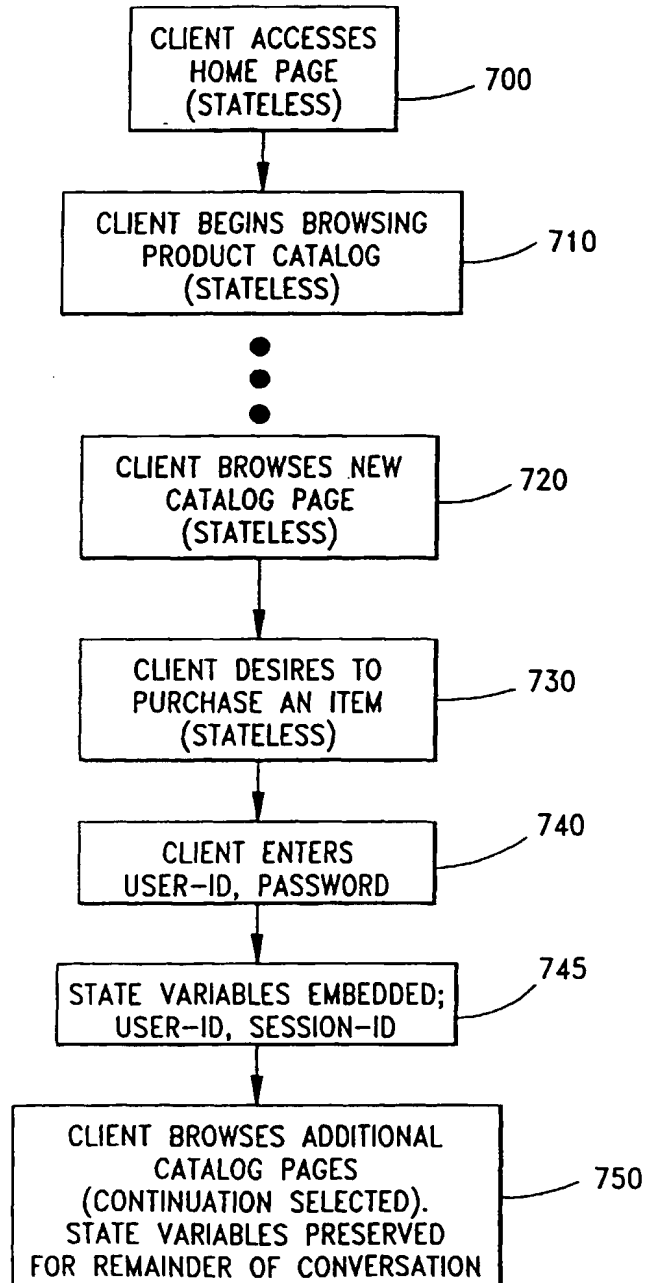 CLIENT ACCESSES
HOME PAGE
(STATELESS)
700
CLIENT BEGINS BROWSING
PRODUCT CATALOG
(STATELESS)
710
CLIENT BROWSES NEW
CATALOG PAGE
(STATELESS)
720
CLIENT DESIRES TO
PURCHASE AN ITEM
(STATELESS)
730
CLIENT ENTERS
USER-ID, PASSWORD
740
STATE VARIABLES EMBEDDED;
USER-ID, SESSION-ID
745
CLIENT BROWSES ADDITIONAL
CATALOG PAGES
(CONTINUATION SELECTED).
STATE VARIABLES PRESERVED
FOR REMAINDER OF CONVERSATION
750